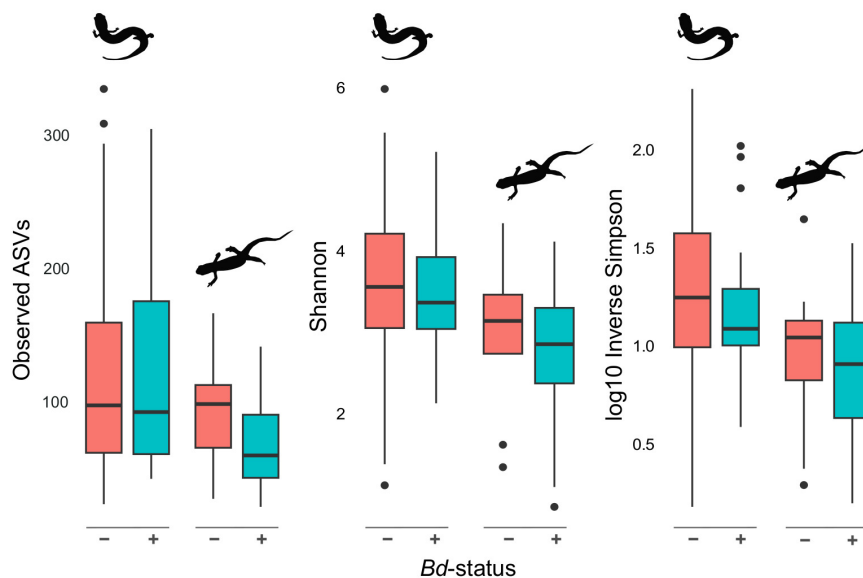 Observed ASVs
300
200
100
− + − +
Shannon
6
4
2
− + − +
log10 Inverse Simpson
2.0
1.5
1.0
0.5
− + − +
Bd-status